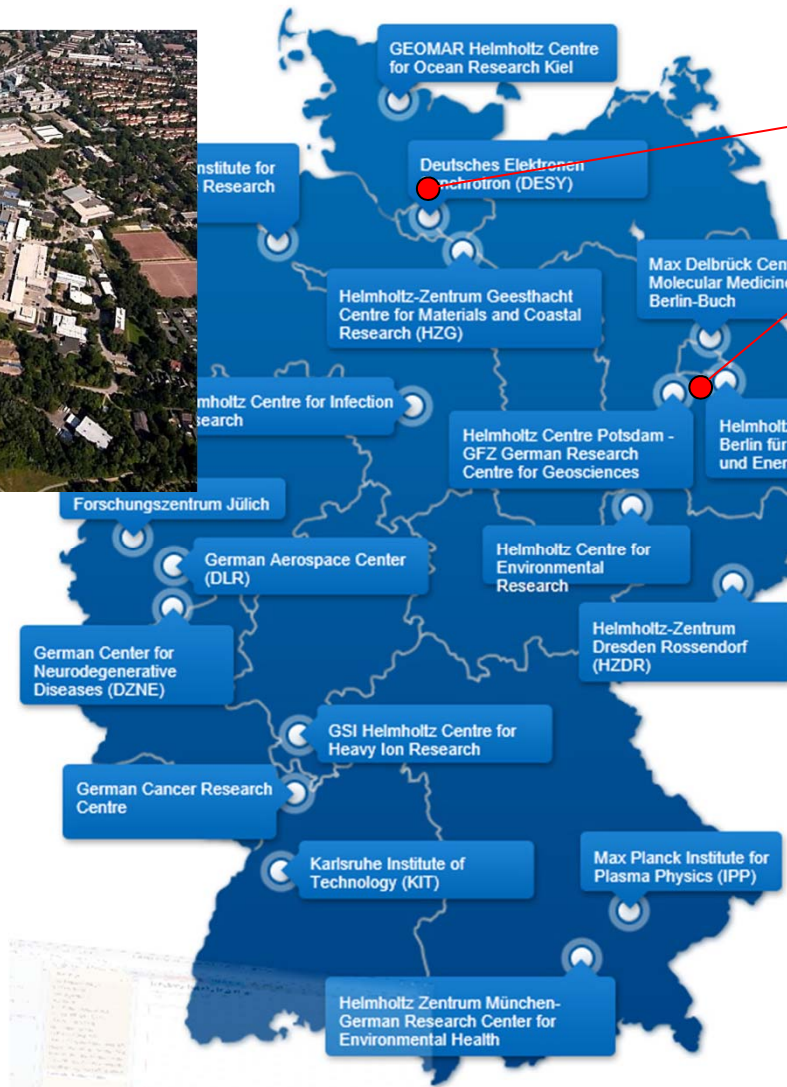 GEOMAR Helmholtz Centre
for Ocean Research Kiel
nstitute for
Research
Deutsches Elektronen
nchrotron (DESY)
Max Delbrück Cen
Molecular Medicine
Berlin-Buch
Helmholtz-Zentrum Geesthacht
Centre for Materials and Coastal
Research (HZG)
mholtz Centre for Infection
search
Helmholtz Centre Potsdam -
GFZ German Research
Centre for Geosciences
Helmholtz
Berlin für
und Ener
Forschungszentrum Jülich
German Aerospace Center
(DLR)
Helmholtz Centre for
Environmental
Research
German Center for
Neurodegenerative
Diseases (DZNE)
Helmholtz-Zentrum
Dresden Rossendorf
(HZDR)
GSI Helmholtz Centre for
Heavy Ion Research
German Cancer Research
Centre
Karlsruhe Institute of
Technology (KIT)
Max Planck Institute for
Plasma Physics (IPP)
Helmholtz Zentrum München-
German Research Center for
Environmental Health